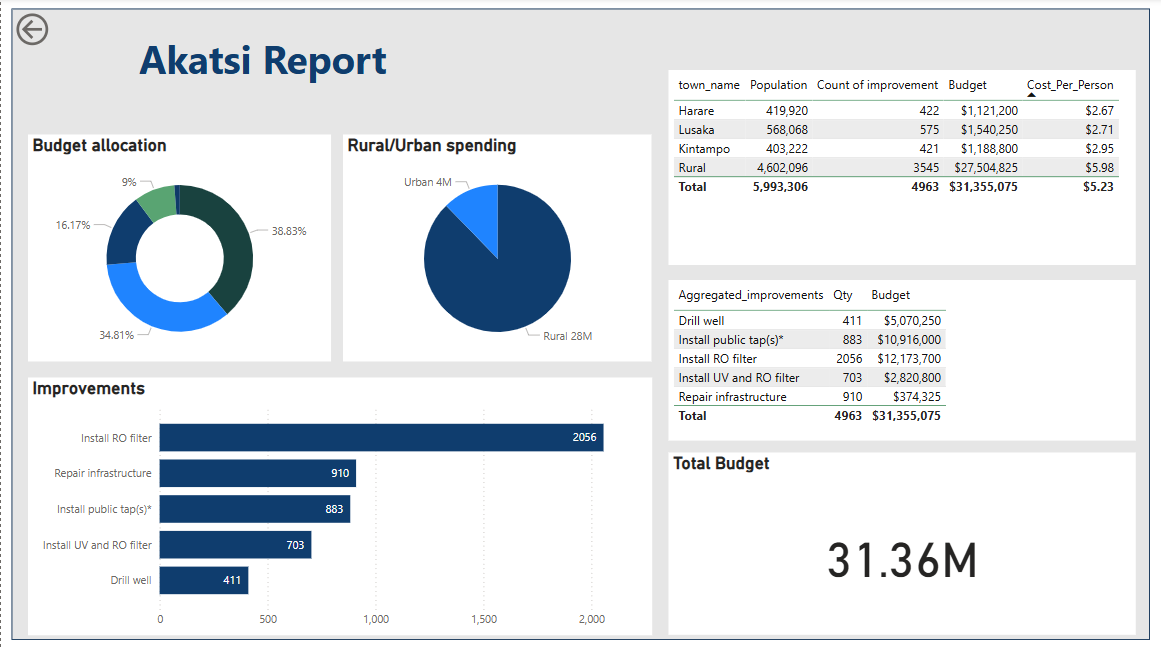 Akatsi Report
Budget allocation
9%
16.17%
38.83%
34.81%
Rural/Urban spending
Urban 4M
Rural 28M
Improvements
Install RO filter 2056
Repair infrastructure 910
Install public tap(s)* 883
Install UV and RO filter 703
Drill well 411
0 500 1,000 1,500 2,000
town_name Population Count of improvement Budget Cost_Per_Person
Harare 419,920 422 $1,121,200 $2.67
Lusaka 568,068 575 $1,540,250 $2.71
Kintampo 403,222 421 $1,188,800 $2.95
Rural 4,602,096 3545 $27,504,825 $5.98
Total 5,993,306 4963 $31,355,075 $5.23
Aggregated_improvements Qty Budget
Drill well 411 $5,070,250
Install public tap(s)* 883 $10,916,000
Install RO filter 2056 $12,173,700
Install UV and RO filter 703 $2,820,800
Repair infrastructure 910 $374,325
Total 4963 $31,355,075
Total Budget
31.36M